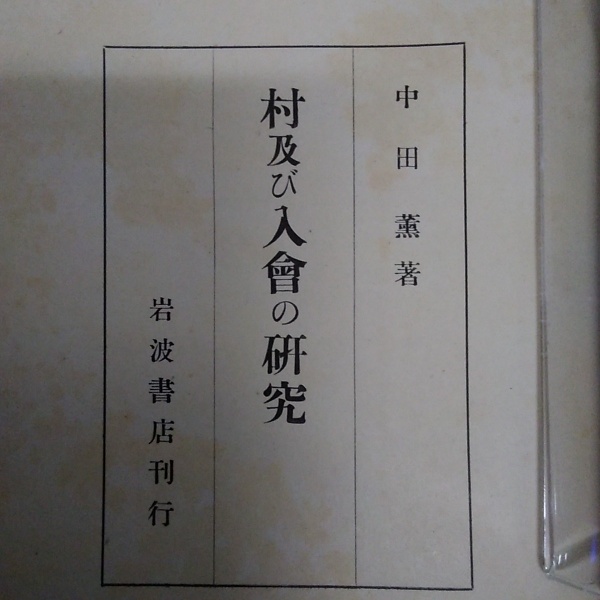 中田薫著
村及び入會の研究
岩波書店刊行